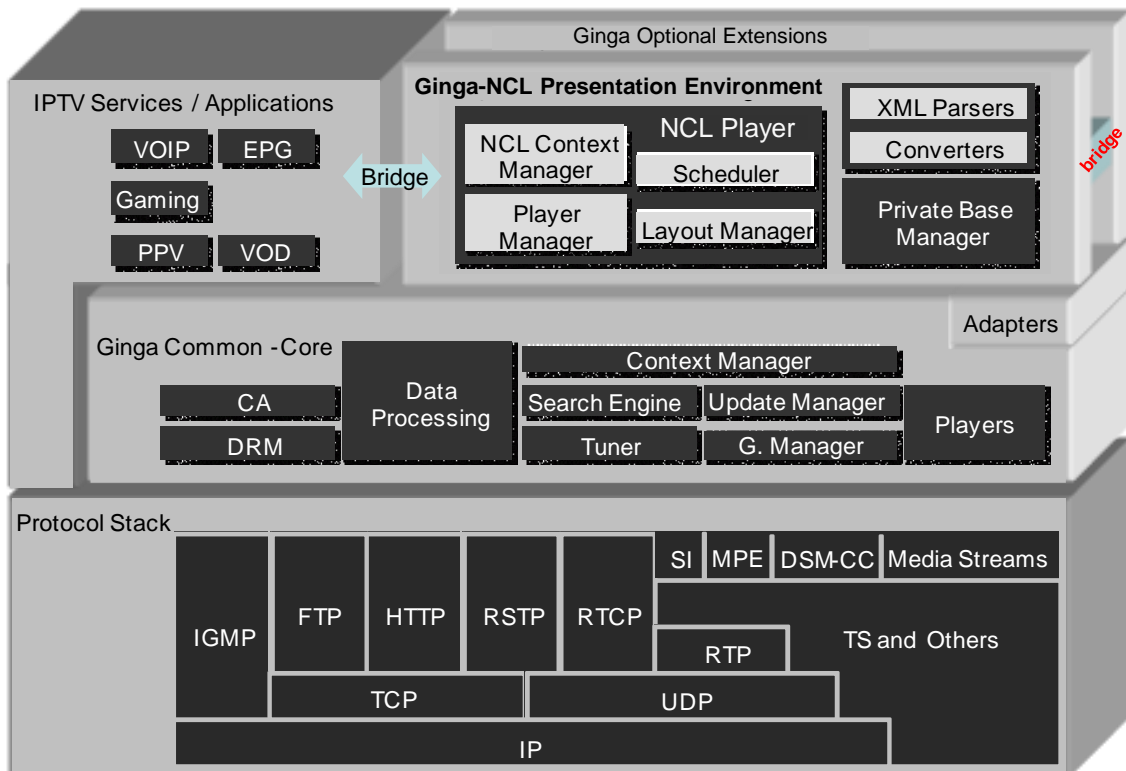 Ginga Optional Extensions
IPTV Services / Applications
VOIP
EPG
Gaming
PPV
VOD
Bridge
Ginga-NCL Presentation Environment
NCL Player
NCL Context
Manager
Scheduler
Player
Manager
Layout Manager
XML Parsers
Converters
Private Base
Manager
bridge
Adapters
Ginga Common -Core
CA
DRM
Data
Processing
Context Manager
Search Engine
Update Manager
Tuner
G. Manager
Players
Protocol Stack
IGMP
FTP
HTTP
RSTP
RTCP
SI
MPE
DSM-CC
Media Streams
TS and Others
RTP
TCP
UDP
IP